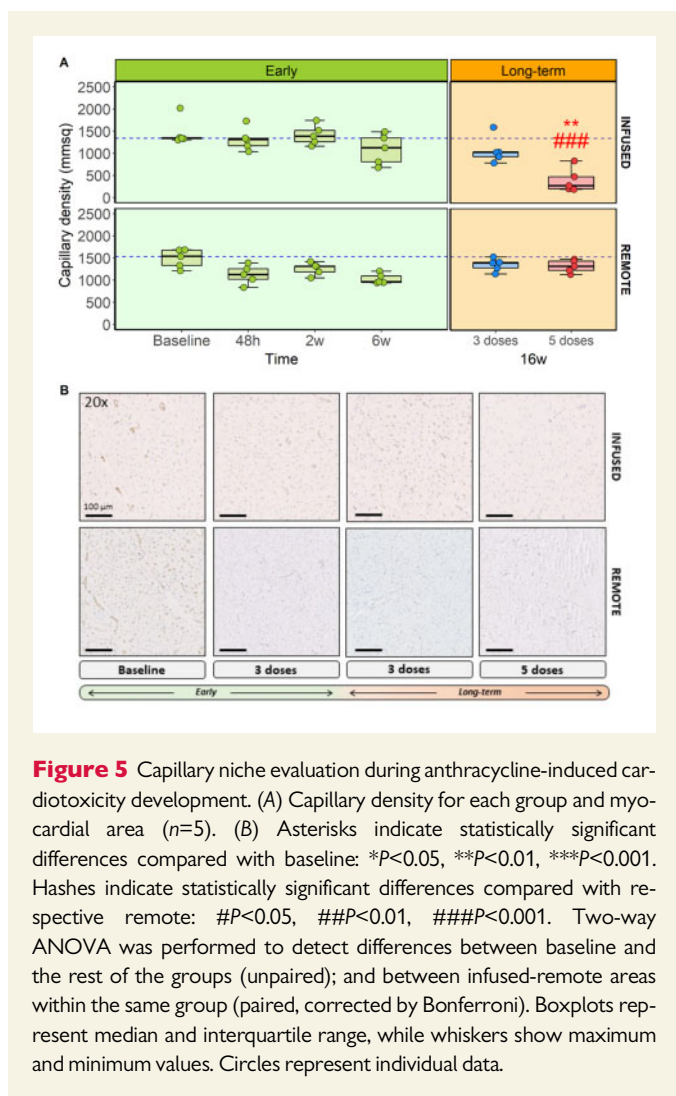 A
Early
Long-term
Capillary density (mmsq)
2500
2000
1500
1000
500
0
**
###
INFUSED
2500
2000
1500
1000
500
0
REMOTE
Baseline
48h
2w
6w
3 doses
5 doses
Time
16w
B
20x
100 µm
INFUSED
REMOTE
Baseline
3 doses
3 doses
5 doses
Early
Long-term
Figure 5 Capillary niche evaluation during anthracycline-induced car-
diotoxicity development. (A) Capillary density for each group and myo-
cardial area (n=5). (B) Asterisks indicate statistically significant
differences compared with baseline: *P<0.05, **P<0.01, ***P<0.001.
Hashes indicate statistically significant differences compared with re-
spective remote: #P<0.05, ##P<0.01, ###P<0.001. Two-way
ANOVA was performed to detect differences between baseline and
the rest of the groups (unpaired); and between infused-remote areas
within the same group (paired, corrected by Bonferroni). Boxplots rep-
resent median and interquartile range, while whiskers show maximum
and minimum values. Circles represent individual data.